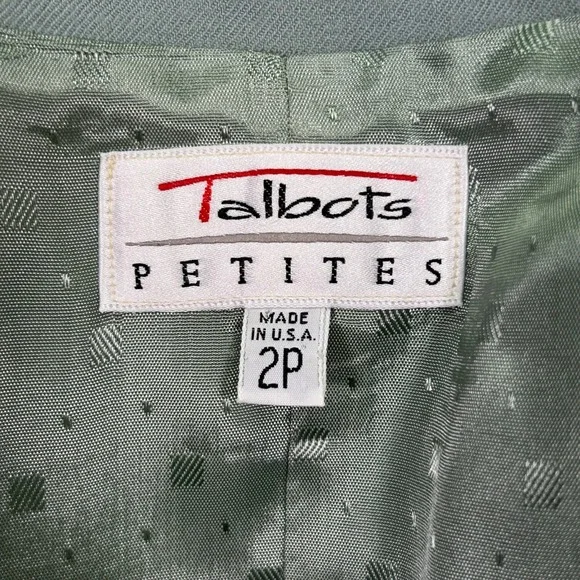 Talbots
PETITES
MADE
IN U.S.A.
2P